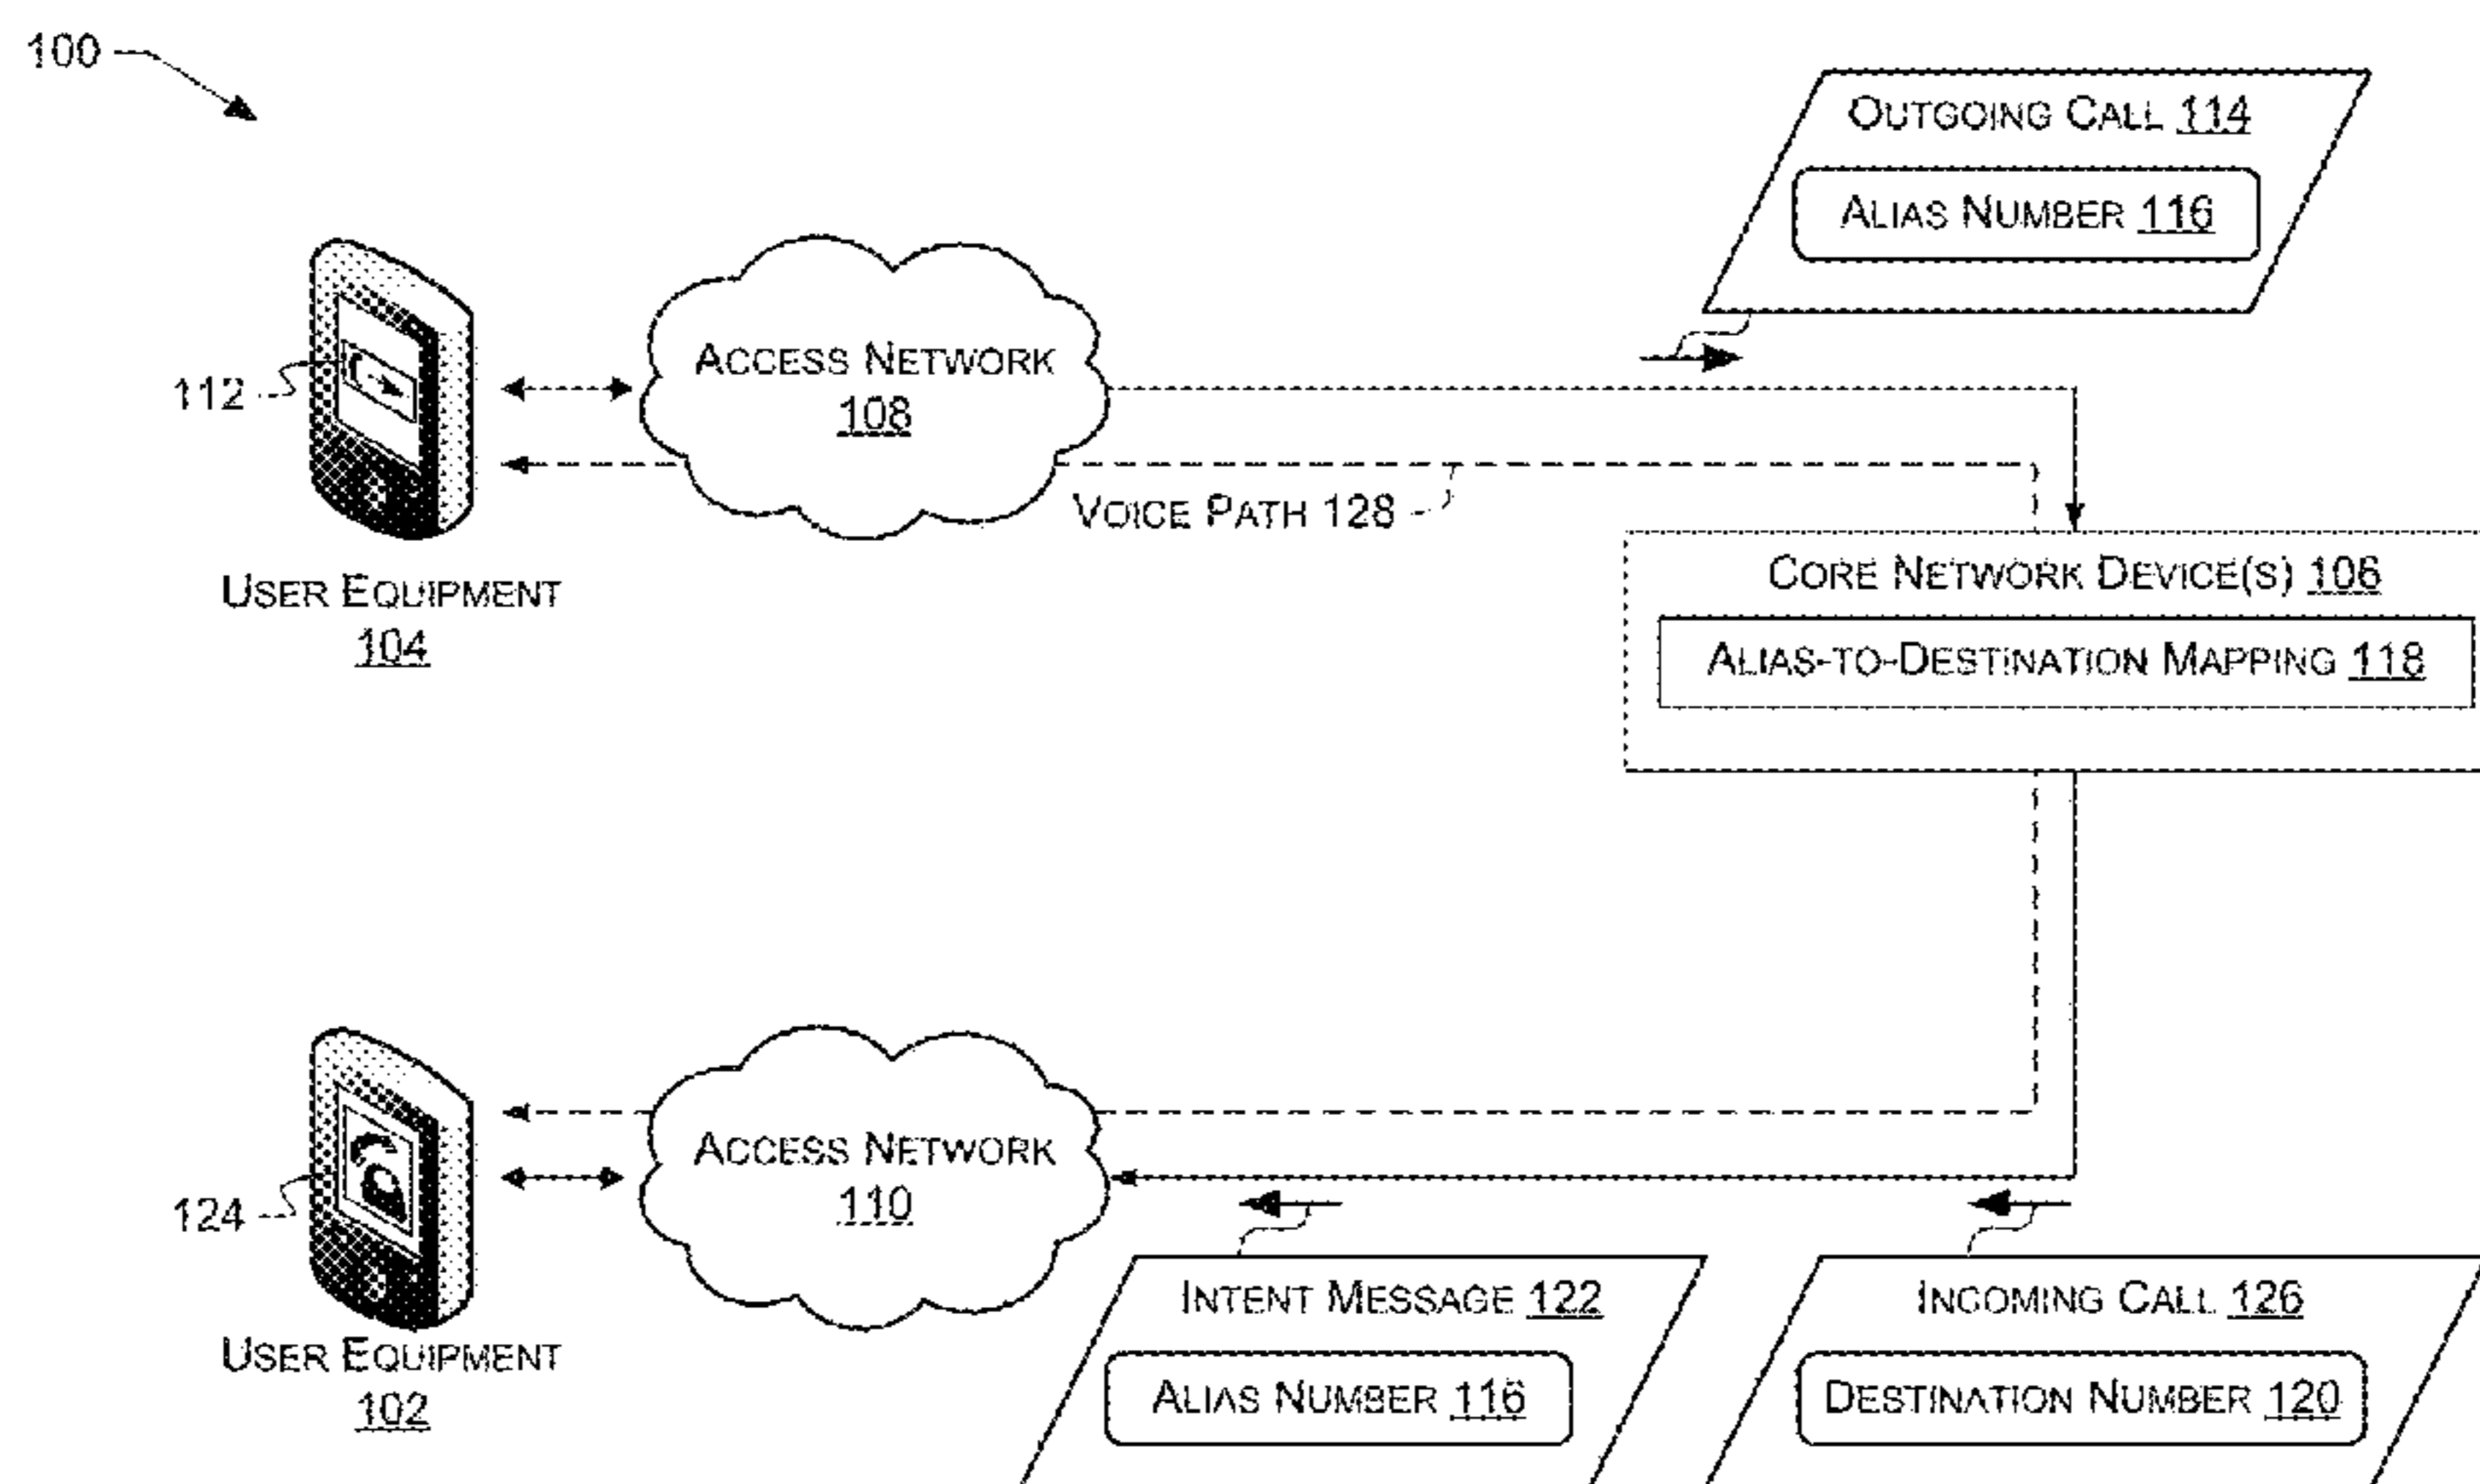 100
OUTGOING CALL 114
ALIAS NUMBER 116
ACCESS NETWORK
108
112
VOICE PATH 128
USER EQUIPMENT
104
CORE NETWORK DEVICE(S) 106
ALIAS-TO-DESTINATION MAPPING 118
ACCESS NETWORK
110
124
USER EQUIPMENT
102
INTENT MESSAGE 122
ALIAS NUMBER 116
INCOMING CALL 126
DESTINATION NUMBER 120